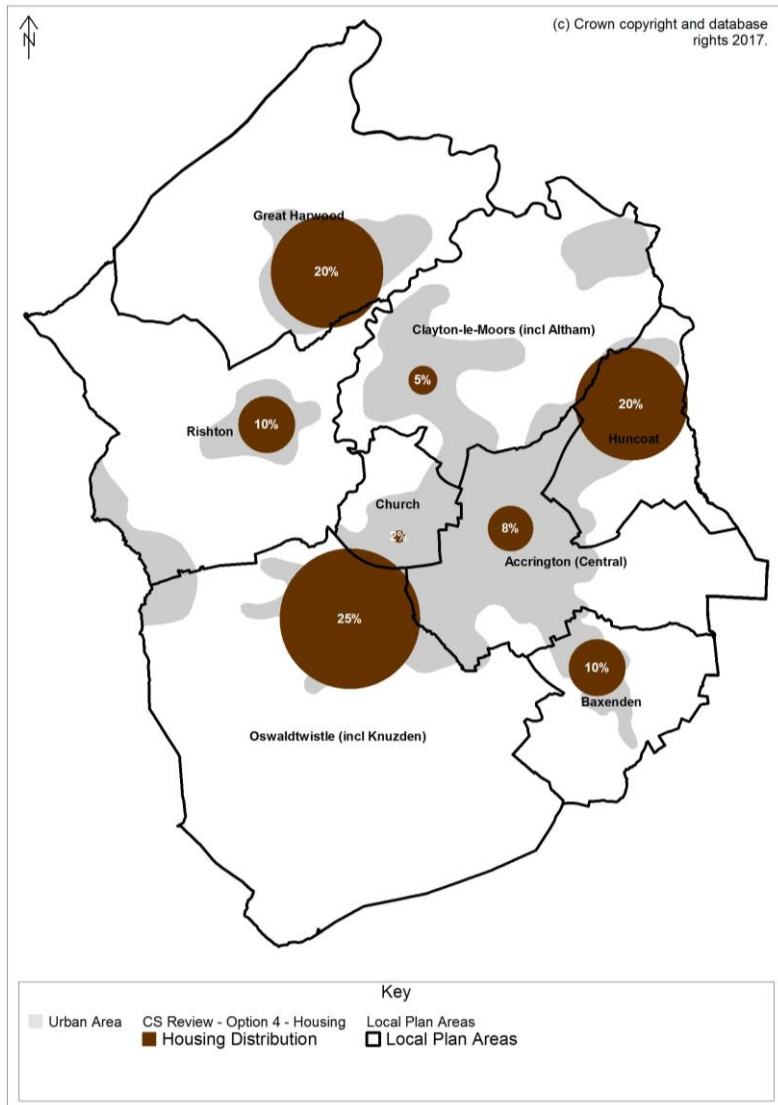 (c) Crown copyright and database
rights 2017.
N
Great Harwood
20%
Clayton-le-Moors (incl Altham)
5%
20%
Huncoat
10%
Rishton
Church
2%
8%
Accrington (Central)
25%
10%
Baxenden
Oswaldtwistle (incl Knuzden)
Key
Urban Area
CS Review - Option 4 - Housing
Housing Distribution
Local Plan Areas
Local Plan Areas